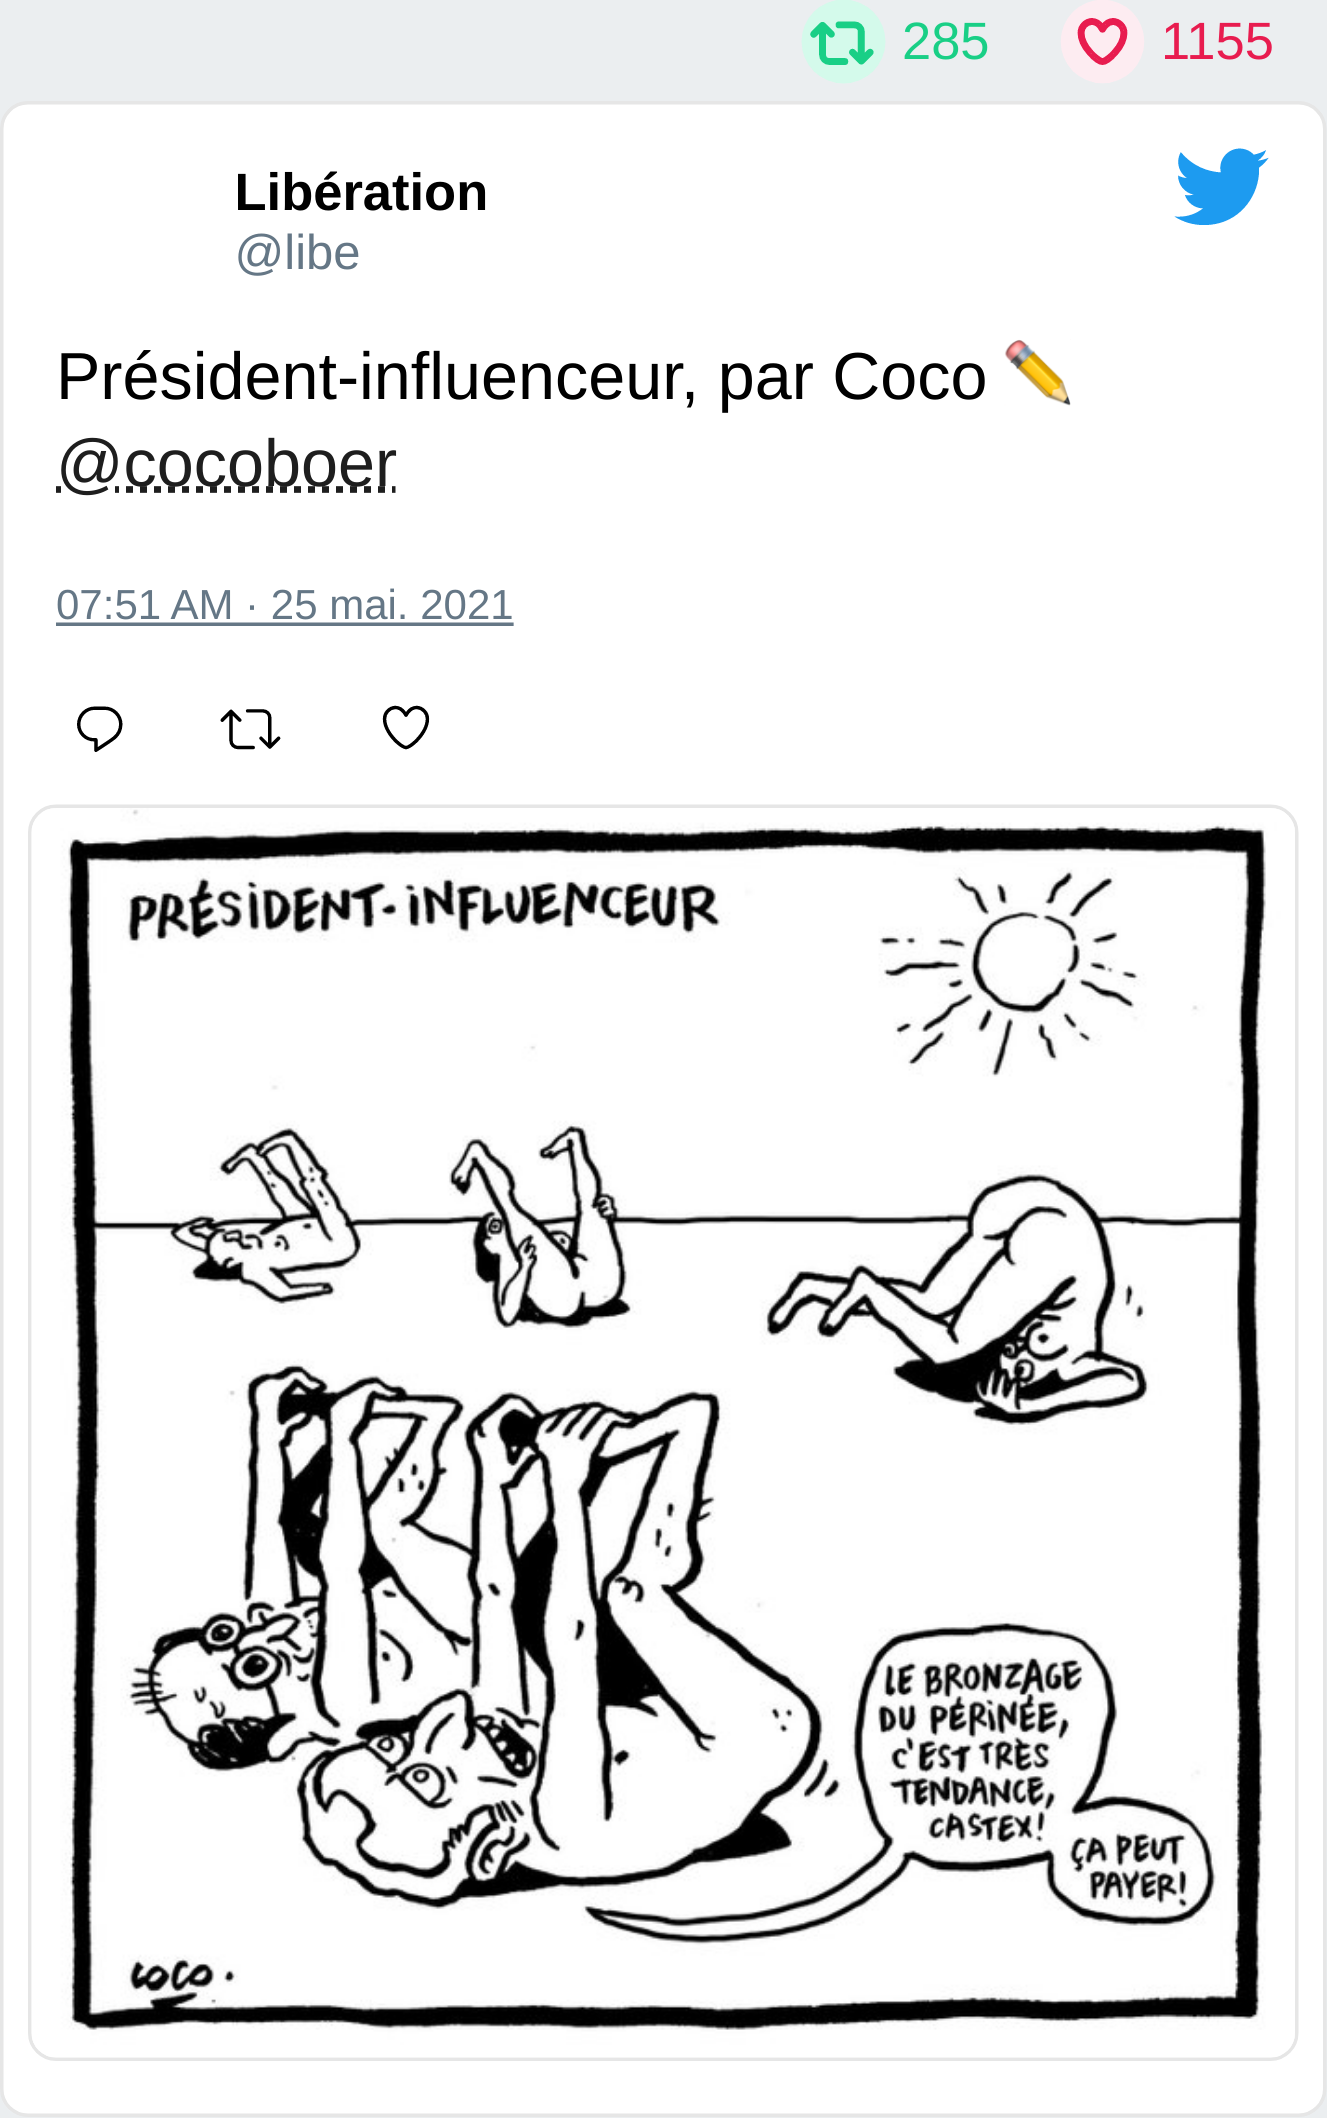 285 1155
Libération
@libe
Président-influenceur, par Coco ✏️
@cocoboer
07:51 AM · 25 mai. 2021
PRÉSIDENT-INFLUENCEUR
LE BRONZAGE
DU PÉRINÉE,
C'EST TRÈS
TENDANCE,
CASTEX!
ÇA PEUT
PAYER!
COCO.